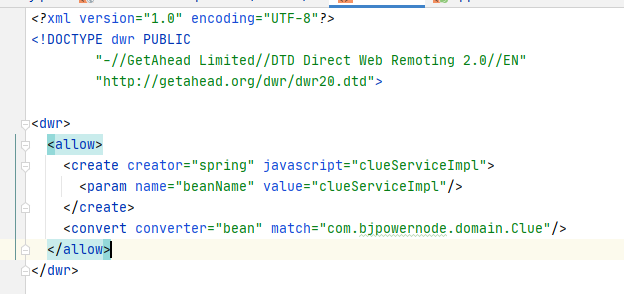 <?xml version="1.0" encoding="UTF-8"?>
<!DOCTYPE dwr PUBLIC
        "-//GetAhead Limited//DTD Direct Web Remoting 2.0//EN"
        "http://getahead.org/dwr/dwr20.dtd">
<dwr>
  <allow>
    <create creator="spring" javascript="clueServiceImpl">
      <param name="beanName" value="clueServiceImpl"/>
    </create>
    <convert converter="bean" match="com.bjpowernode.domain.Clue"/>
  </allow>
</dwr>